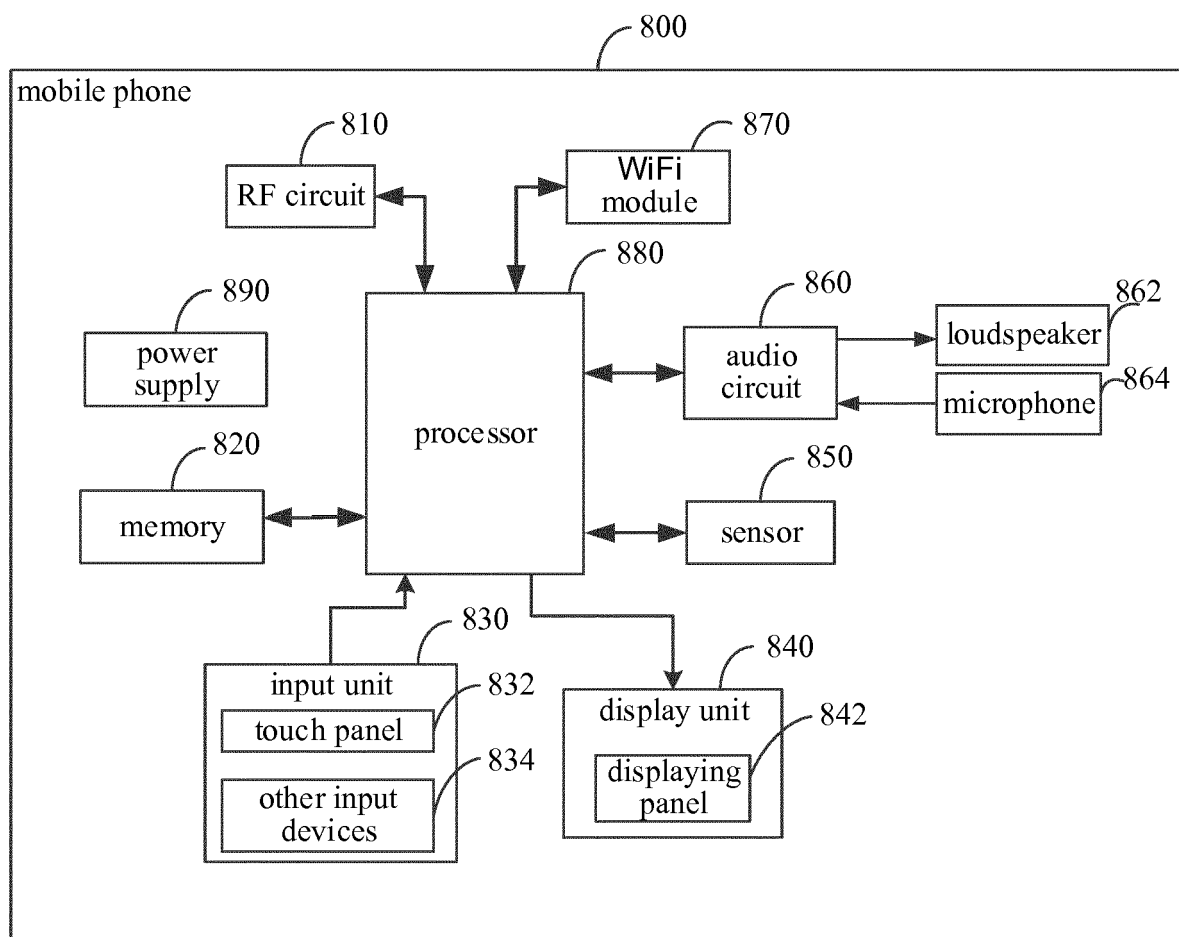 800
mobile phone
810
RF circuit
870
WiFi
module
880
890
power
supply
860
audio
circuit
862
loudspeaker
864
microphone
processor
820
memory
850
sensor
830
input unit
832
touch panel
834
other input
devices
840
display unit
842
displaying
panel